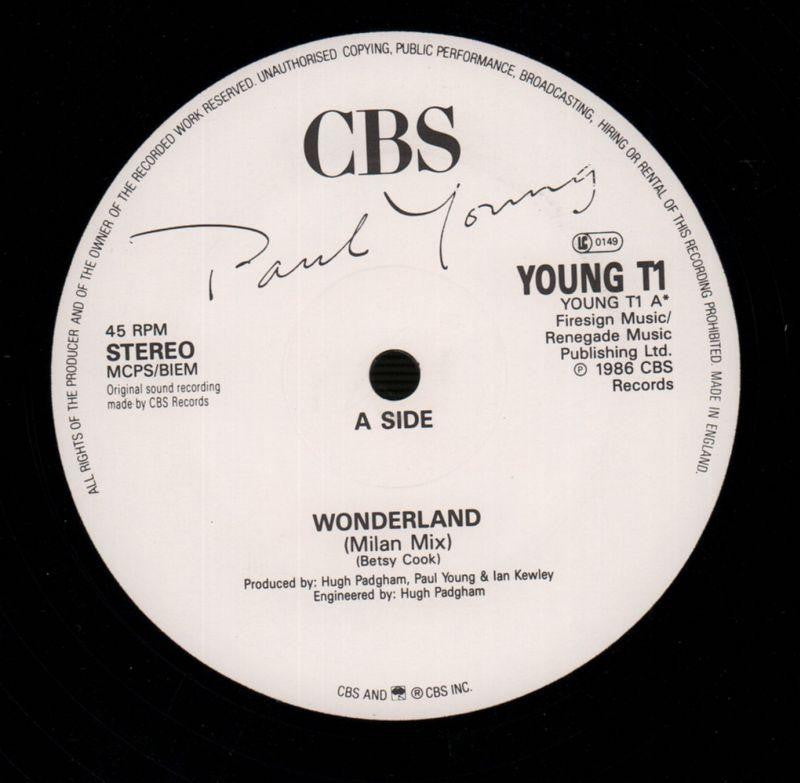 ALL RIGHTS OF THE PRODUCER AND OF THE OWNER OF THE RECORDED WORK RESERVED. UNAUTHORISED COPYING, PUBLIC PERFORMANCE, BROADCASTING, HIRING OR RENTAL OF THIS RECORDING PROHIBITED. MADE IN ENGLAND.
CBS
Paul Young
LC 0149
YOUNG T1
YOUNG T1 A*
Firesign Music/
Renegade Music
Publishing Ltd.
℗ 1986 CBS
Records
45 RPM
STEREO
MCPS/BIEM
Original sound recording
made by CBS Records
A SIDE
WONDERLAND
(Milan Mix)
(Betsy Cook)
Produced by: Hugh Padgham, Paul Young & Ian Kewley
Engineered by: Hugh Padgham
CBS AND ® CBS INC.